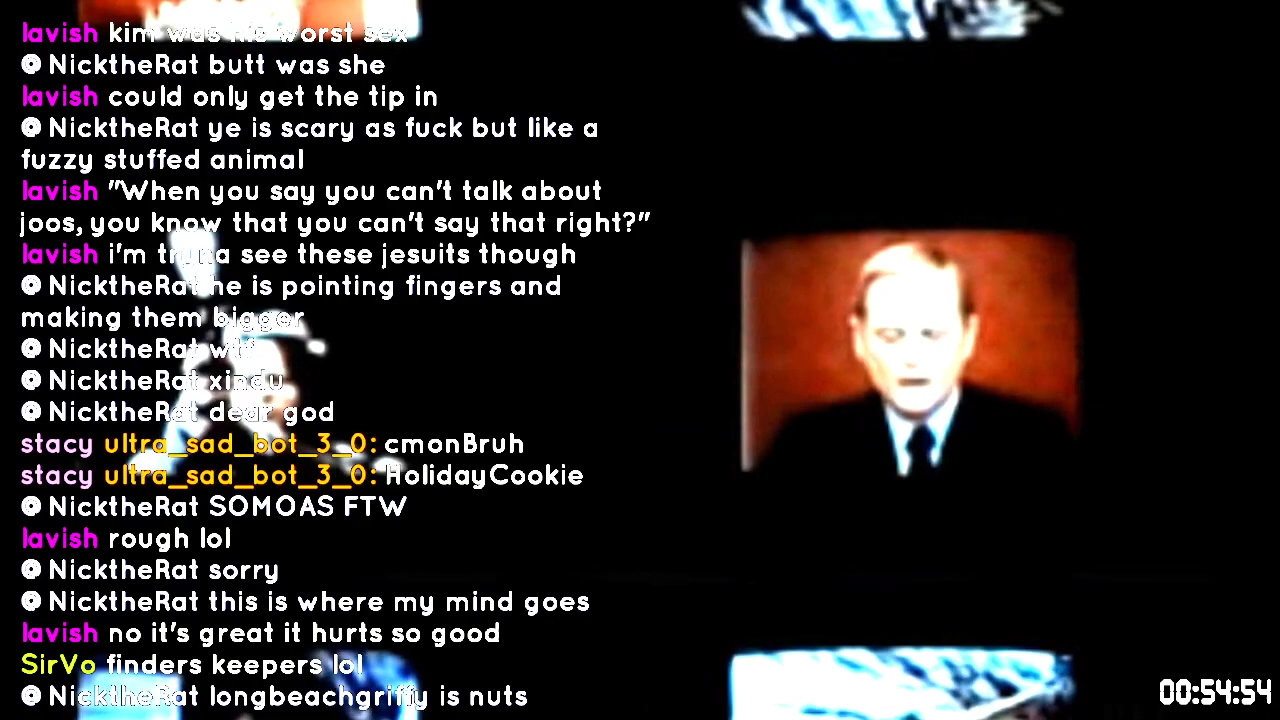 lavish kim was his worst sex
@ NicktheRat butt was she
lavish could only get the tip in
@ NicktheRat ye is scary as fuck but like a
fuzzy stuffed animal
lavish "When you say you can't talk about
joos, you know that you can't say that right?"
lavish i'm tryna see these jesuits though
@ NicktheRat he is pointing fingers and
making them bigger
@ NicktheRat wtf
@ NicktheRat xindu
@ NicktheRat dear god
stacy ultra_sad_bot_3_0: cmonBruh
stacy ultra_sad_bot_3_0: HolidayCookie
@ NicktheRat SOMOAS FTW
lavish rough lol
@ NicktheRat sorry
@ NicktheRat this is where my mind goes
lavish no it's great it hurts so good
SirVo finders keepers lol
@ NicktheRat longbeachgriffy is nuts
00:54:54